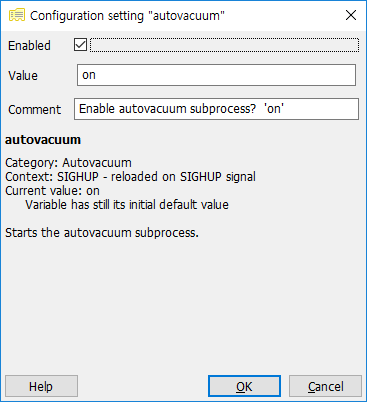 Configuration setting "autovacuum"
Enabled
Value on
Comment Enable autovacuum subprocess?  'on'
autovacuum
Category: Autovacuum
Context: SIGHUP - reloaded on SIGHUP signal
Current value: on
Variable has still its initial default value
Starts the autovacuum subprocess.
Help OK Cancel